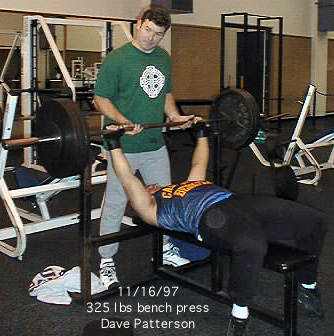 11/16/97
325 lbs bench press
Dave Patterson